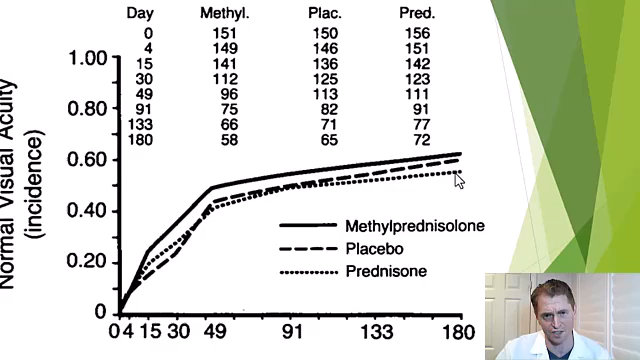 Day Methyl. Plac. Pred.
0 151 150 156
4 149 146 151
15 141 136 142
30 112 125 123
49 96 113 111
91 75 82 91
133 66 71 77
180 58 65 72
1.00
0.80
0.60
0.40
0.20
0
Normal Visual Acuity
(incidence)
Methylprednisolone
Placebo
Prednisone
0 4 15 30 49 91 133 180